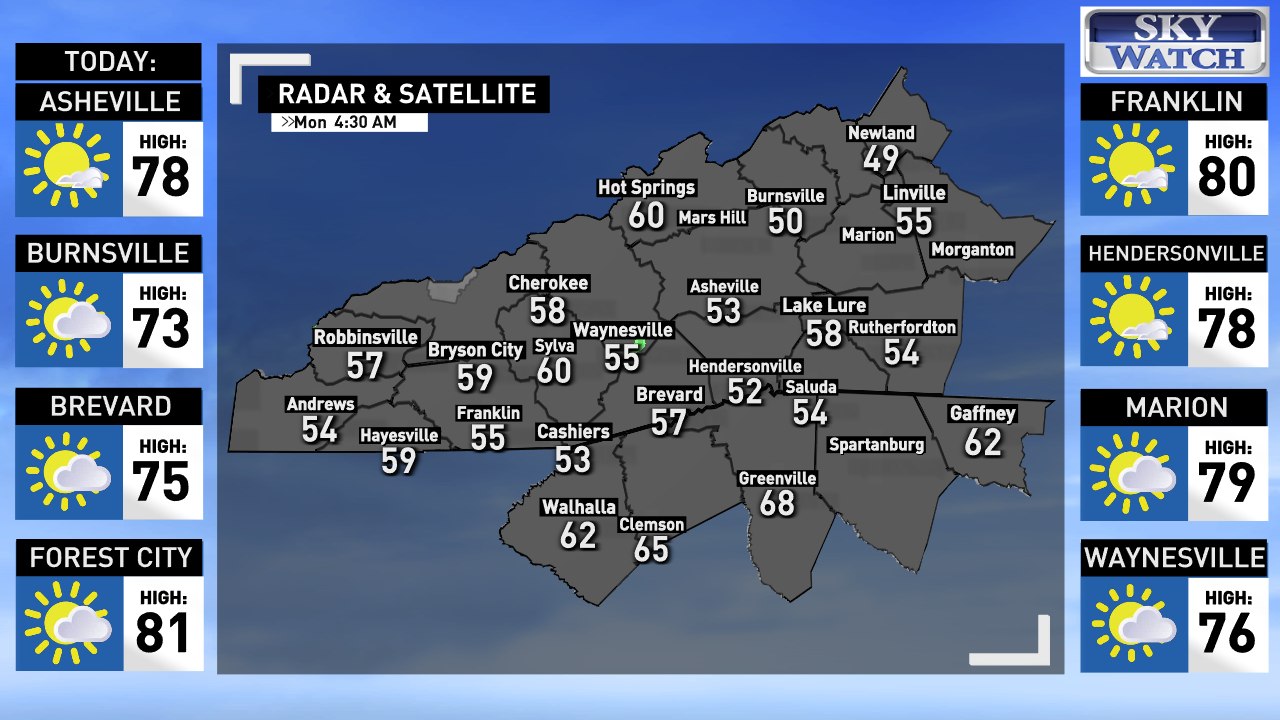 TODAY:
ASHEVILLE
HIGH:
78
BURNSVILLE
HIGH:
73
BREVARD
HIGH:
75
FOREST CITY
HIGH:
81
RADAR & SATELLITE
>>Mon 4:30 AM
Newland
49
Hot Springs
60
Mars Hill
Burnsville
50
Linville
55
Marion
Morganton
Cherokee
58
Asheville
53
Lake Lure
58
Rutherfordton
54
Robbinsville
57
Bryson City
59
Sylva
60
Waynesville
55
Hendersonville
52
Saluda
54
Brevard
57
Andrews
54
Hayesville
59
Franklin
55
Cashiers
53
Spartanburg
Gaffney
62
Walhalla
62
Clemson
65
Greenville
68
SKY
WATCH
FRANKLIN
HIGH:
80
HENDERSONVILLE
HIGH:
78
MARION
HIGH:
79
WAYNESVILLE
HIGH:
76